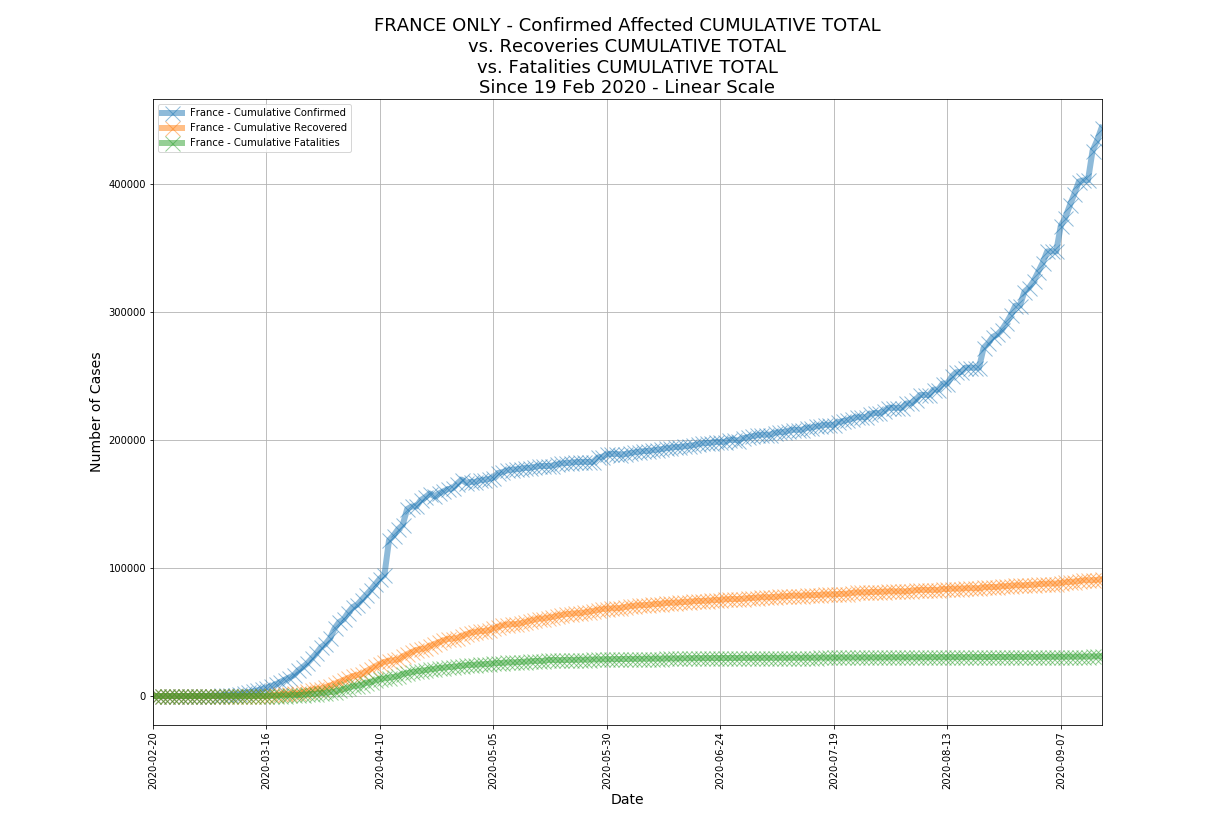 FRANCE ONLY - Confirmed Affected CUMULATIVE TOTAL
vs. Recoveries CUMULATIVE TOTAL
vs. Fatalities CUMULATIVE TOTAL
Since 19 Feb 2020 - Linear Scale
France - Cumulative Confirmed
France - Cumulative Recovered
France - Cumulative Fatalities
Number of Cases
400000
300000
200000
100000
0
2020-02-20
2020-03-16
2020-04-10
2020-05-05
2020-05-30
2020-06-24
2020-07-19
2020-08-13
2020-09-07
Date